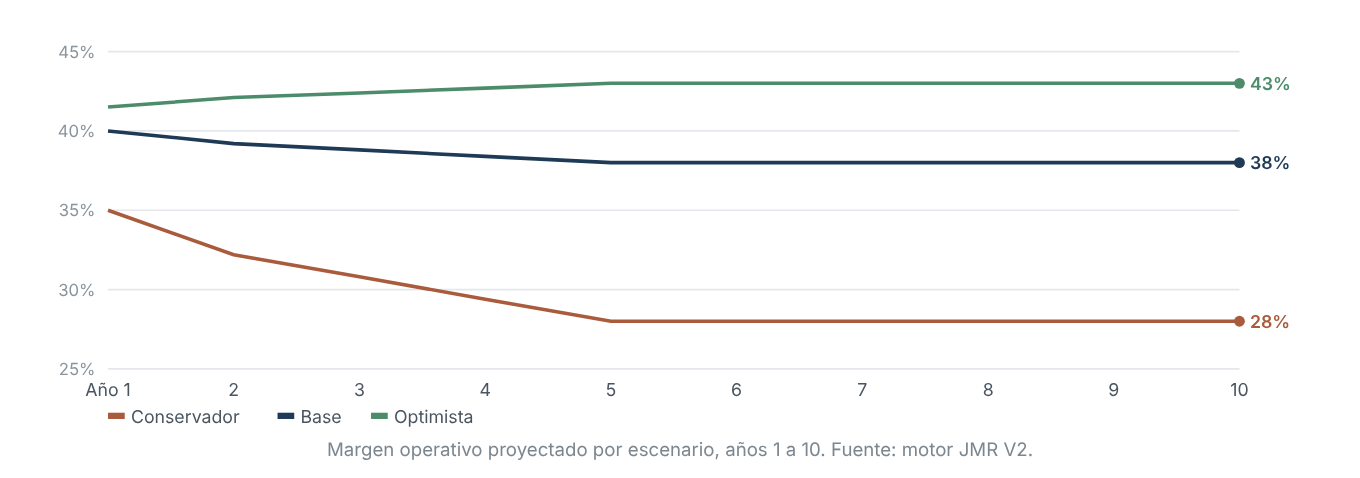 45%
43%
40%
38%
35%
30%
28%
25%
Año 1 2 3 4 5 6 7 8 9 10
Conservador Base Optimista
Margen operativo proyectado por escenario, años 1 a 10. Fuente: motor JMR V2.